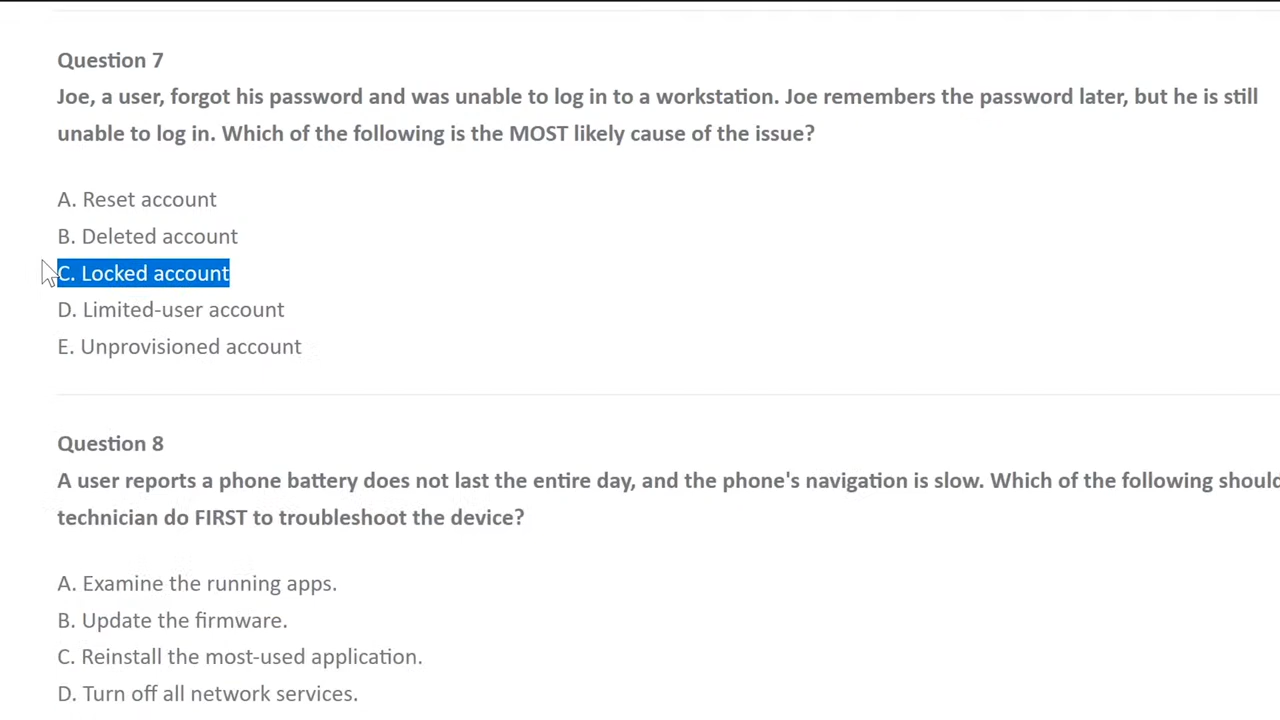 Question 7
Joe, a user, forgot his password and was unable to log in to a workstation. Joe remembers the password later, but he is still
unable to log in. Which of the following is the MOST likely cause of the issue?
A. Reset account
B. Deleted account
C. Locked account
D. Limited-user account
E. Unprovisioned account
Question 8
A user reports a phone battery does not last the entire day, and the phone's navigation is slow. Which of the following should
technician do FIRST to troubleshoot the device?
A. Examine the running apps.
B. Update the firmware.
C. Reinstall the most-used application.
D. Turn off all network services.